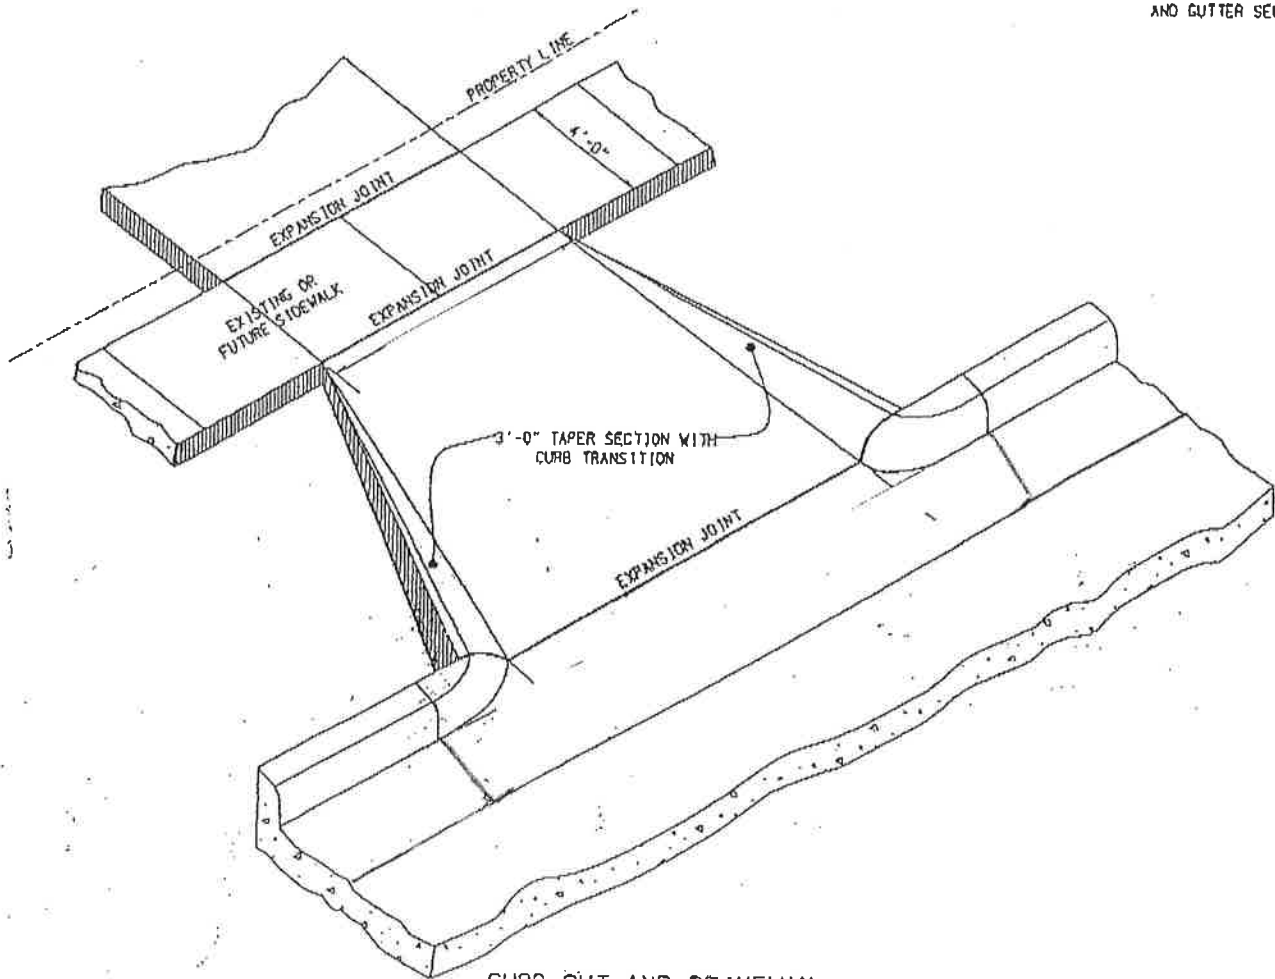 AND GUTTER
PROPERTY LINE
4'-0"
EXPANSION JOINT
EXISTING OR
FUTURE SIDEWALK
EXPANSION JOINT
3'-0" TAPER SECTION WITH
CURB TRANSITION
EXPANSION JOINT